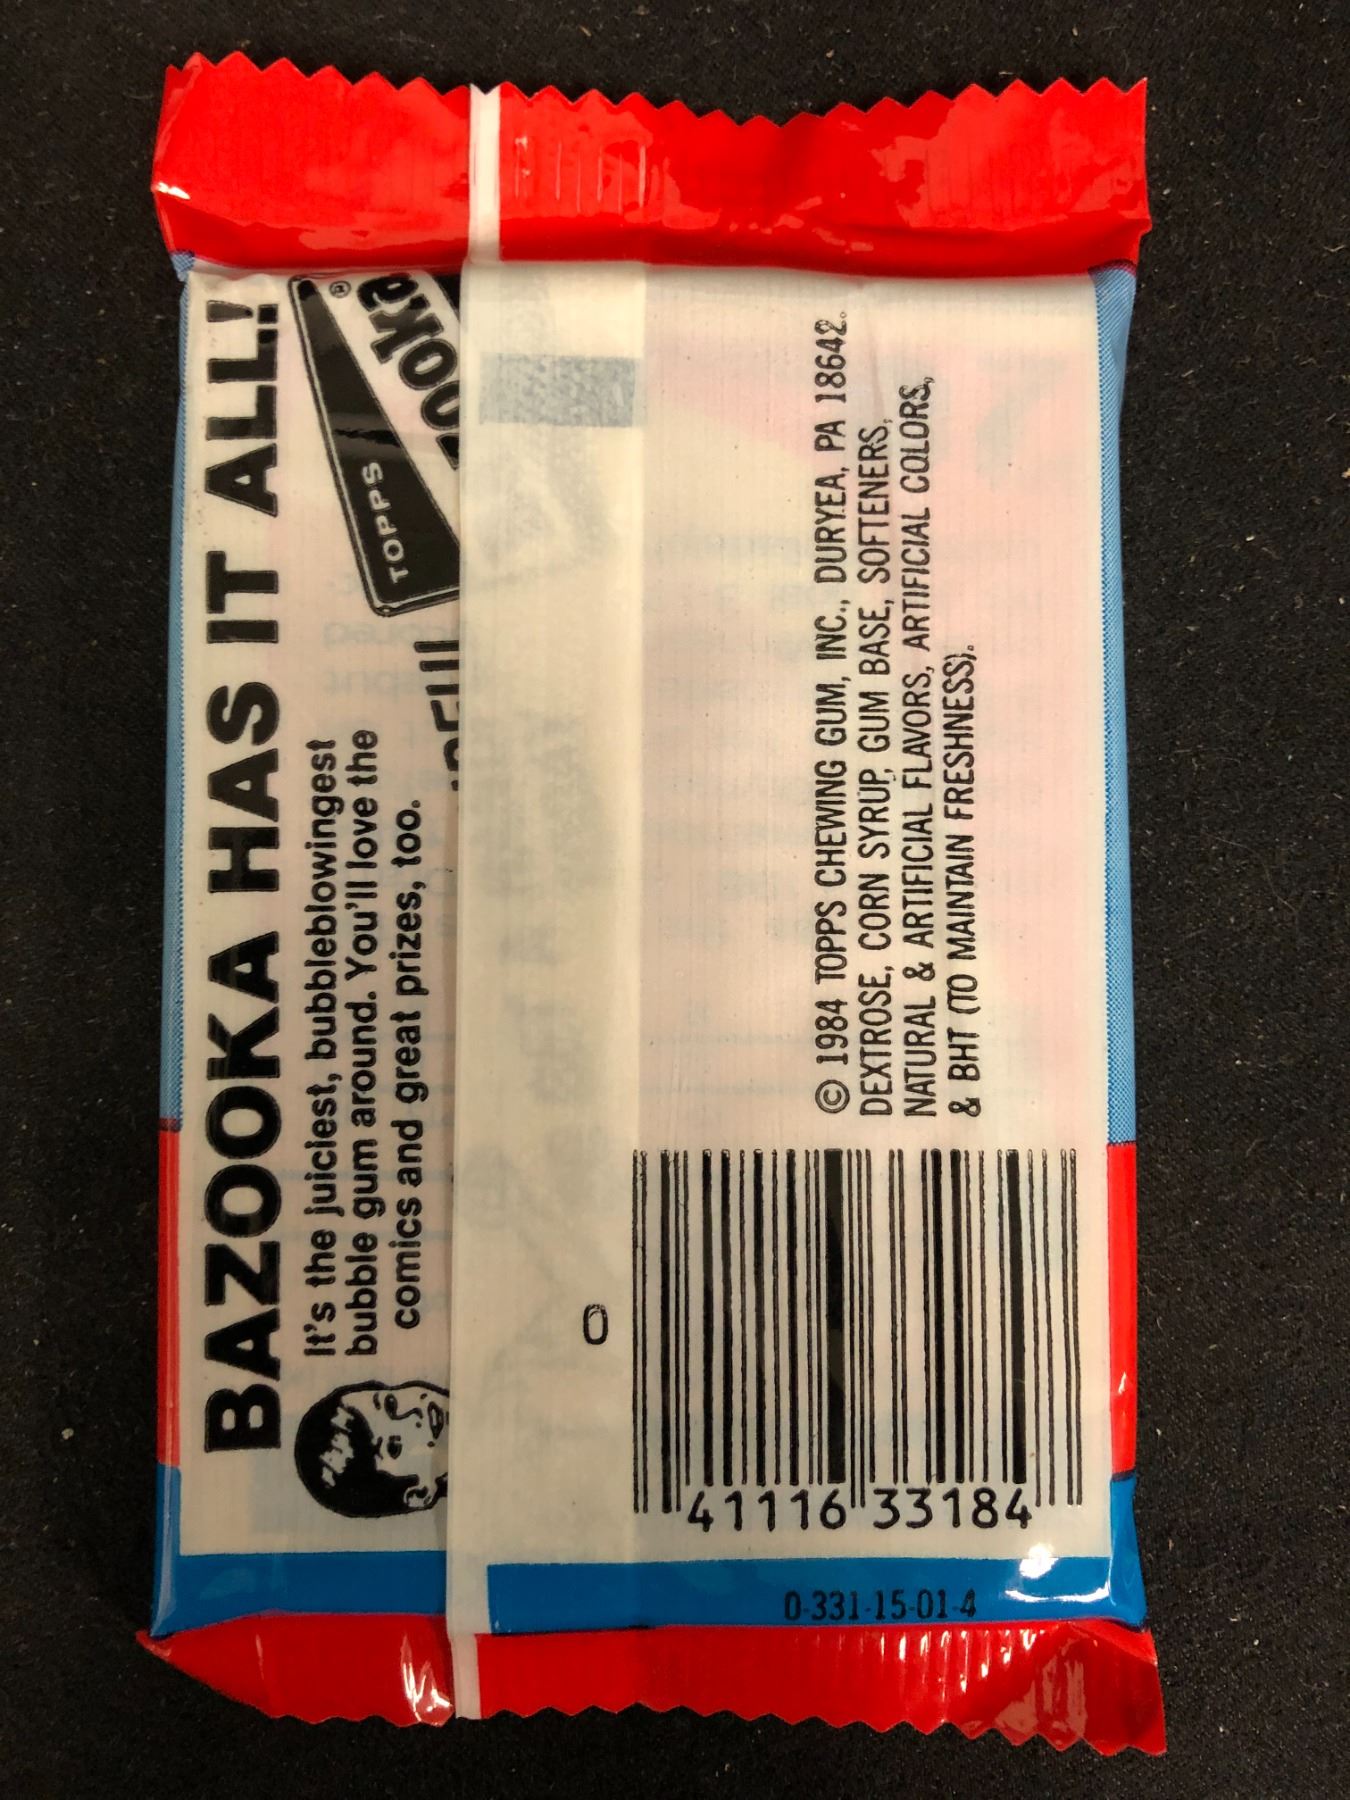 BAZOOKA HAS IT ALL!
It's the juiciest, bubbleblowingest
bubble gum around. You'll love the
comics and great prizes, too.
TOPPS
®
© 1984 TOPPS CHEWING GUM, INC., DURYEA, PA 18642.
DEXTROSE, CORN SYRUP, GUM BASE, SOFTENERS,
NATURAL & ARTIFICIAL FLAVORS, ARTIFICIAL COLORS,
& BHT (TO MAINTAIN FRESHNESS).
0
41116 33184
0-331-15-01-4